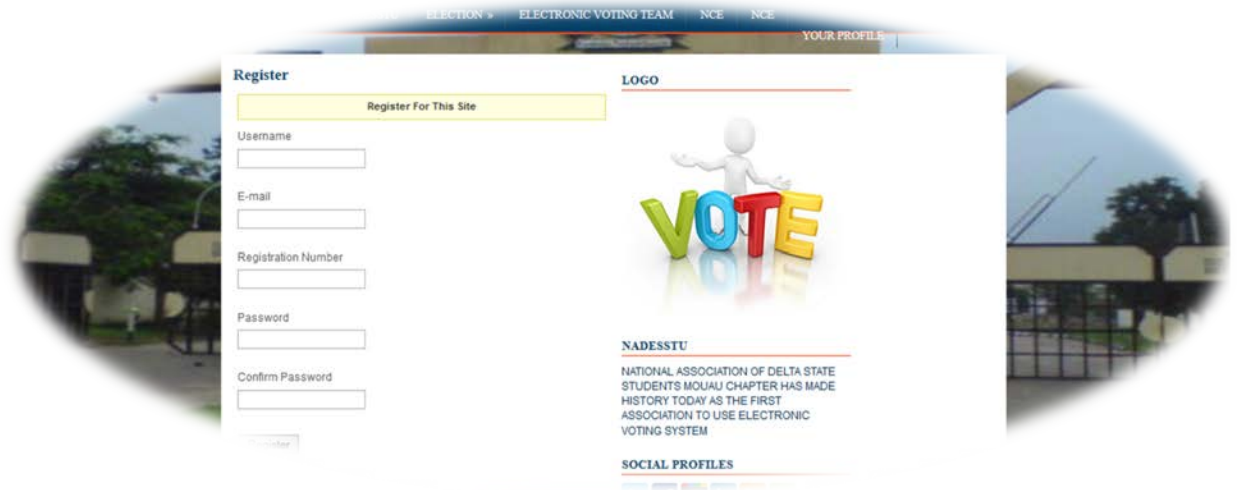 ELECTION » ELECTRONIC VOTING TEAM NCE NCE
YOUR PROFILE
Register
Register For This Site
Username
E-mail
Registration Number
Password
Confirm Password
Register
LOGO
VOTE
NADESSTU
NATIONAL ASSOCIATION OF DELTA STATE
STUDENTS MOUAU CHAPTER HAS MADE
HISTORY TODAY AS THE FIRST
ASSOCIATION TO USE ELECTRONIC
VOTING SYSTEM
SOCIAL PROFILES